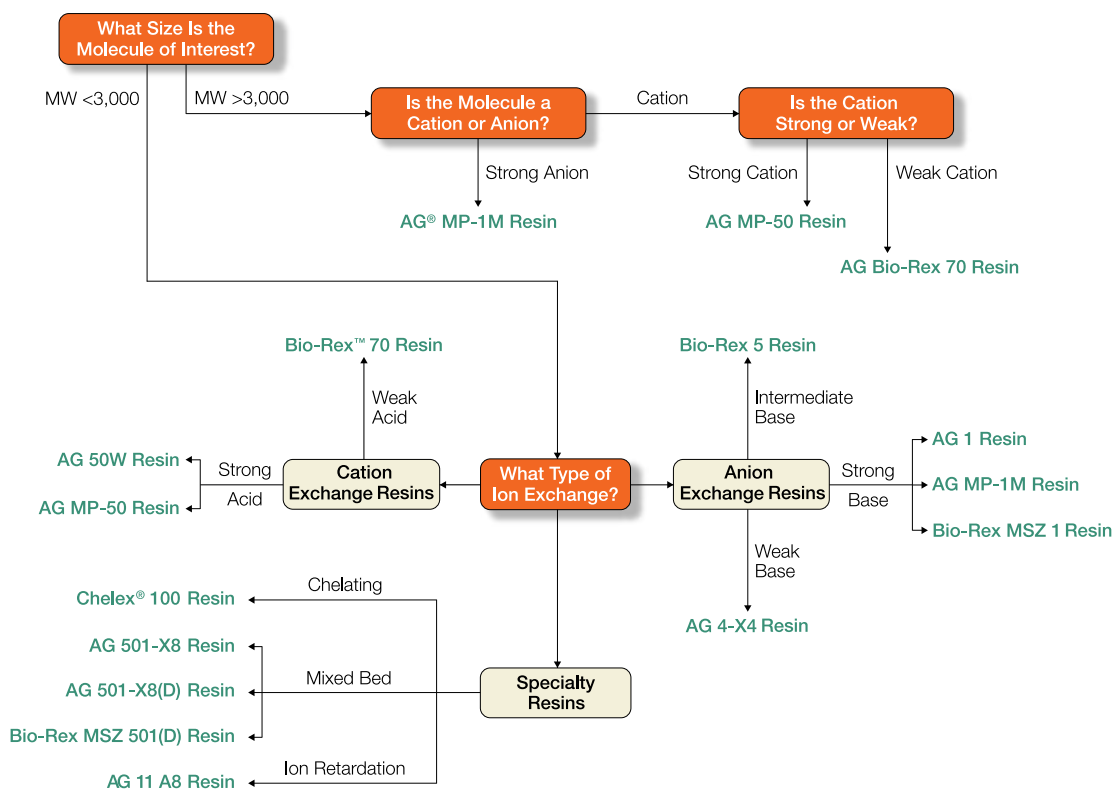 What Size Is the
Molecule of Interest?
MW <3,000
MW >3,000
Is the Molecule a
Cation or Anion?
Cation
Is the Cation
Strong or Weak?
Strong Anion
Strong Cation
Weak Cation
AG® MP-1M Resin
AG MP-50 Resin
AG Bio-Rex 70 Resin
Bio-Rex™ 70 Resin
Bio-Rex 5 Resin
Weak
Acid
Intermediate
Base
AG 50W Resin
AG MP-50 Resin
Strong
Acid
Cation
Exchange Resins
What Type of
Ion Exchange?
Anion
Exchange Resins
Strong
Base
AG 1 Resin
AG MP-1M Resin
Bio-Rex MSZ 1 Resin
Weak
Base
AG 4-X4 Resin
Chelex® 100 Resin
Chelating
AG 501-X8 Resin
AG 501-X8(D) Resin
Bio-Rex MSZ 501(D) Resin
Mixed Bed
Specialty
Resins
AG 11 A8 Resin
Ion Retardation